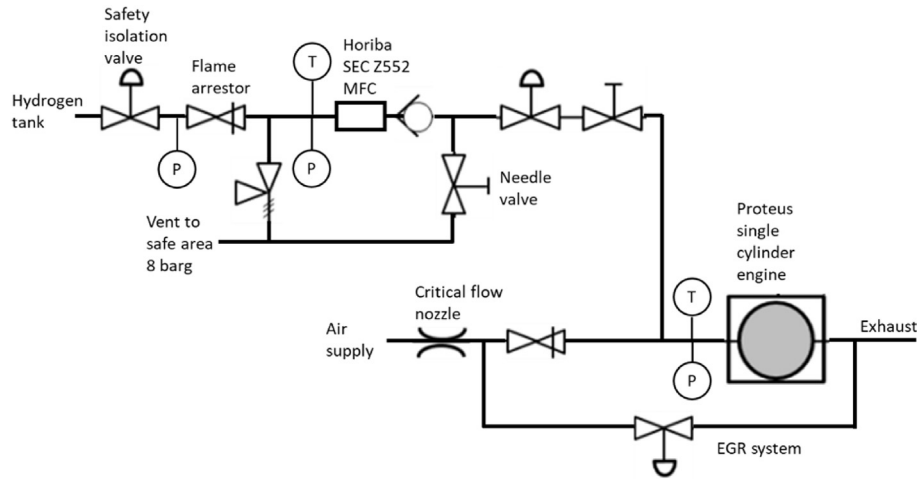 Safety
isolation
valve
Flame
arrestor
T
Horiba
SEC Z552
MFC
Hydrogen
tank
P
P
Needle
valve
Vent to
safe area
8 barg
Proteus
single
cylinder
engine
Critical flow
nozzle
T
Air
supply
Exhaust
P
EGR system